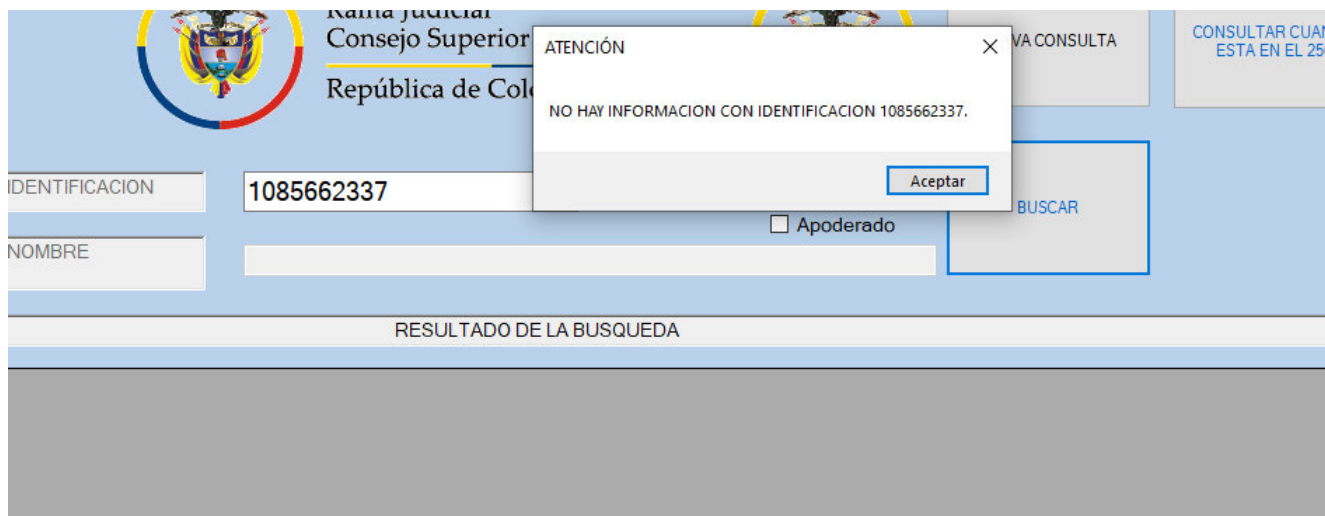 Rama Judicial
Consejo Superior
República de Col
ATENCIÓN
NO HAY INFORMACION CON IDENTIFICACION 1085662337.
Aceptar
VA CONSULTA
CONSULTAR CUAN
ESTA EN EL 25
IDENTIFICACION
1085662337
Apoderado
BUSCAR
NOMBRE
RESULTADO DE LA BUSQUEDA